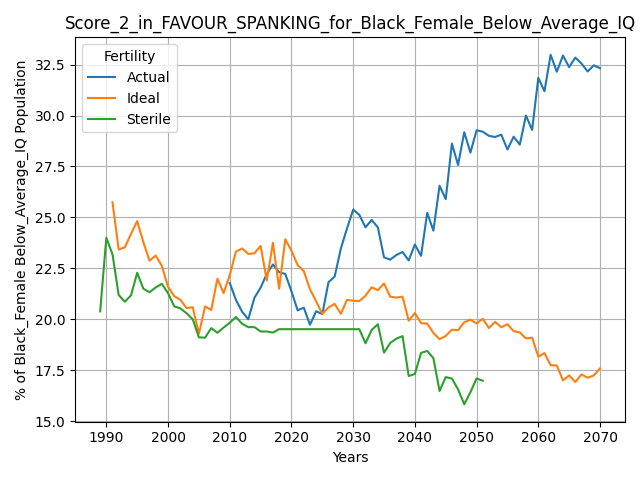 Score_2_in_FAVOUR_SPANKING_for_Black_Female_Below_Average_IQ
Fertility
Actual
Ideal
Sterile
% of Black_Female Below_Average_IQ Population
32.5
30.0
27.5
25.0
22.5
20.0
17.5
15.0
1990 2000 2010 2020 2030 2040 2050 2060 2070
Years